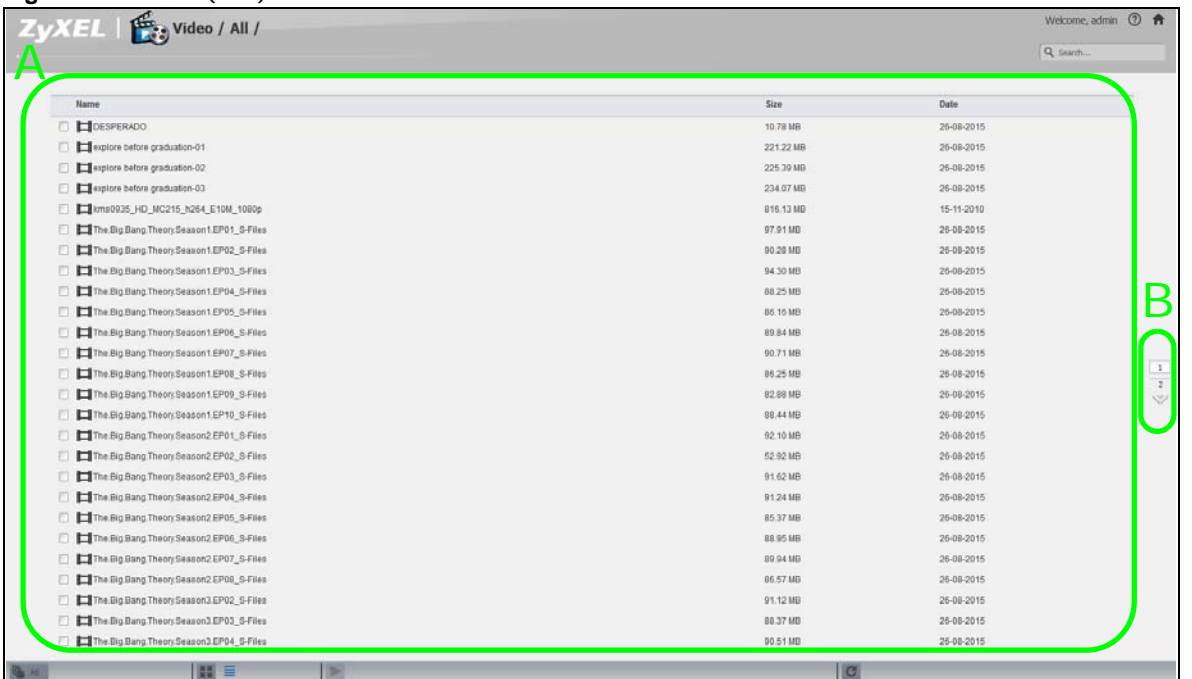 ZyXEL Video / All / Welcome, admin
Search...
A
Name Size Date
DESPERADO 10.78 MB 26-08-2015
explore before graduation-01 221.22 MB 26-08-2015
explore before graduation-02 225.39 MB 26-08-2015
explore before graduation-03 234.07 MB 26-08-2015
kms0935_HD_MC215_h264_E10M_1080p 816.13 MB 15-11-2010
The.Big.Bang.Theory.Season1.EP01_S-Files 97.91 MB 26-08-2015
The.Big.Bang.Theory.Season1.EP02_S-Files 90.28 MB 26-08-2015
The.Big.Bang.Theory.Season1.EP03_S-Files 94.30 MB 26-08-2015
The.Big.Bang.Theory.Season1.EP04_S-Files 88.25 MB 26-08-2015
The.Big.Bang.Theory.Season1.EP05_S-Files 86.16 MB 26-08-2015
The.Big.Bang.Theory.Season1.EP06_S-Files 89.84 MB 26-08-2015
The.Big.Bang.Theory.Season1.EP07_S-Files 90.71 MB 26-08-2015
The.Big.Bang.Theory.Season1.EP08_S-Files 86.25 MB 26-08-2015
The.Big.Bang.Theory.Season1.EP09_S-Files 82.88 MB 26-08-2015
The.Big.Bang.Theory.Season1.EP10_S-Files 88.44 MB 26-08-2015
The.Big.Bang.Theory.Season2.EP01_S-Files 92.10 MB 26-08-2015
The.Big.Bang.Theory.Season2.EP02_S-Files 52.92 MB 26-08-2015
The.Big.Bang.Theory.Season2.EP03_S-Files 91.62 MB 26-08-2015
The.Big.Bang.Theory.Season2.EP04_S-Files 91.24 MB 26-08-2015
The.Big.Bang.Theory.Season2.EP05_S-Files 85.37 MB 26-08-2015
The.Big.Bang.Theory.Season2.EP06_S-Files 88.95 MB 26-08-2015
The.Big.Bang.Theory.Season2.EP07_S-Files 89.94 MB 26-08-2015
The.Big.Bang.Theory.Season2.EP08_S-Files 86.57 MB 26-08-2015
The.Big.Bang.Theory.Season3.EP02_S-Files 91.12 MB 26-08-2015
The.Big.Bang.Theory.Season3.EP03_S-Files 88.37 MB 26-08-2015
The.Big.Bang.Theory.Season3.EP04_S-Files 90.51 MB 26-08-2015
B
1
2
All